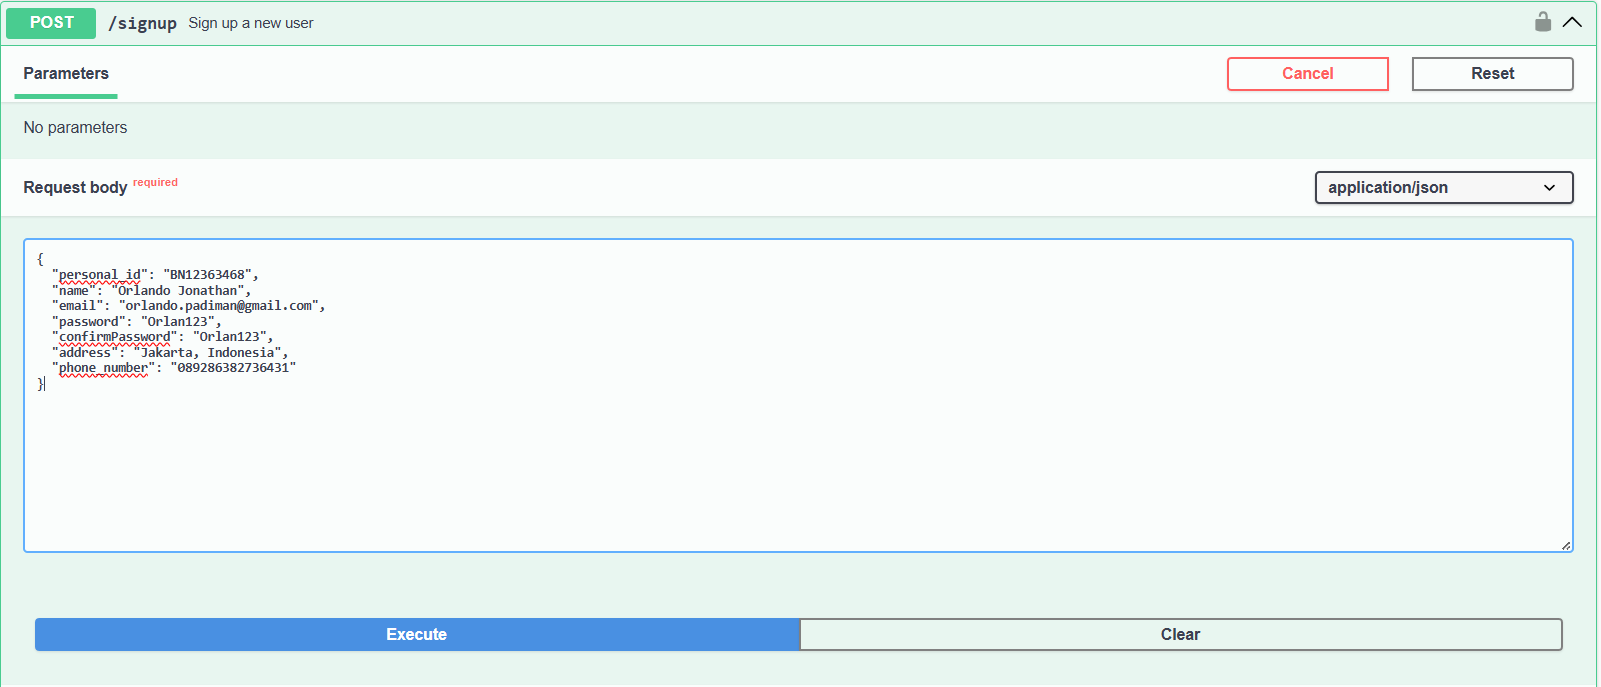 POST /signup Sign up a new user
Parameters
Cancel
Reset
No parameters
Request body required
application/json
{
  "personal_id": "BN12363468",
  "name": "Orlando Jonathan",
  "email": "orlando.padiman@gmail.com",
  "password": "Orlan123",
  "confirmPassword": "Orlan123",
  "address": "Jakarta, Indonesia",
  "phone_number": "089286382736431"
}
Execute
Clear